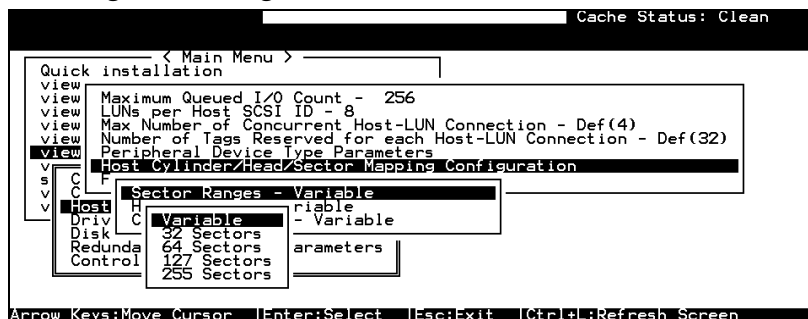 Cache Status: Clean
< Main Menu >
Quick installation
view
view Maximum Queued I/O Count - 256
view LUNs per Host SCSI ID - 8
view Max Number of Concurrent Host-LUN Connection - Def(4)
view Number of Tags Reserved for each Host-LUN Connection - Def(32)
view Peripheral Device Type Parameters
v Host Cylinder/Head/Sector Mapping Configuration
s C F
v C Sector Ranges - Variable
v Host H riable
Driv C Variable - Variable
Disk 32 Sectors
Redunda 64 Sectors arameters
Control 127 Sectors
255 Sectors
Arrow Keys:Move Cursor |Enter:Select |Esc:Exit |Ctrl+L:Refresh Screen